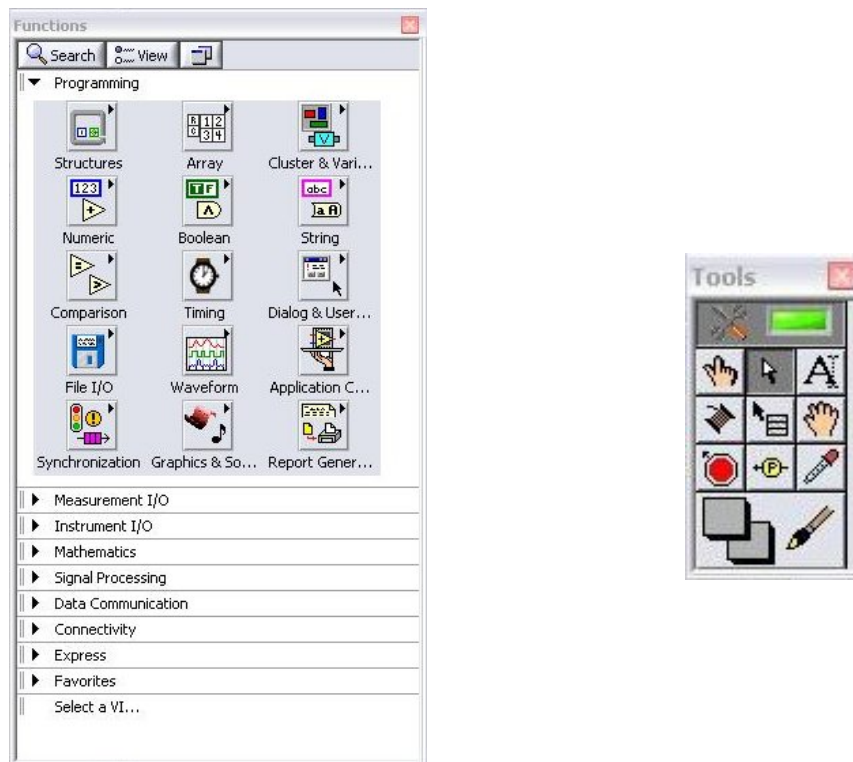 Functions
Search View
Programming
Structures Array Cluster & Vari...
Numeric Boolean String
Comparison Timing Dialog & User...
File I/O Waveform Application C...
Synchronization Graphics & So... Report Gener...
Measurement I/O
Instrument I/O
Mathematics
Signal Processing
Data Communication
Connectivity
Express
Favorites
Select a VI...
Tools